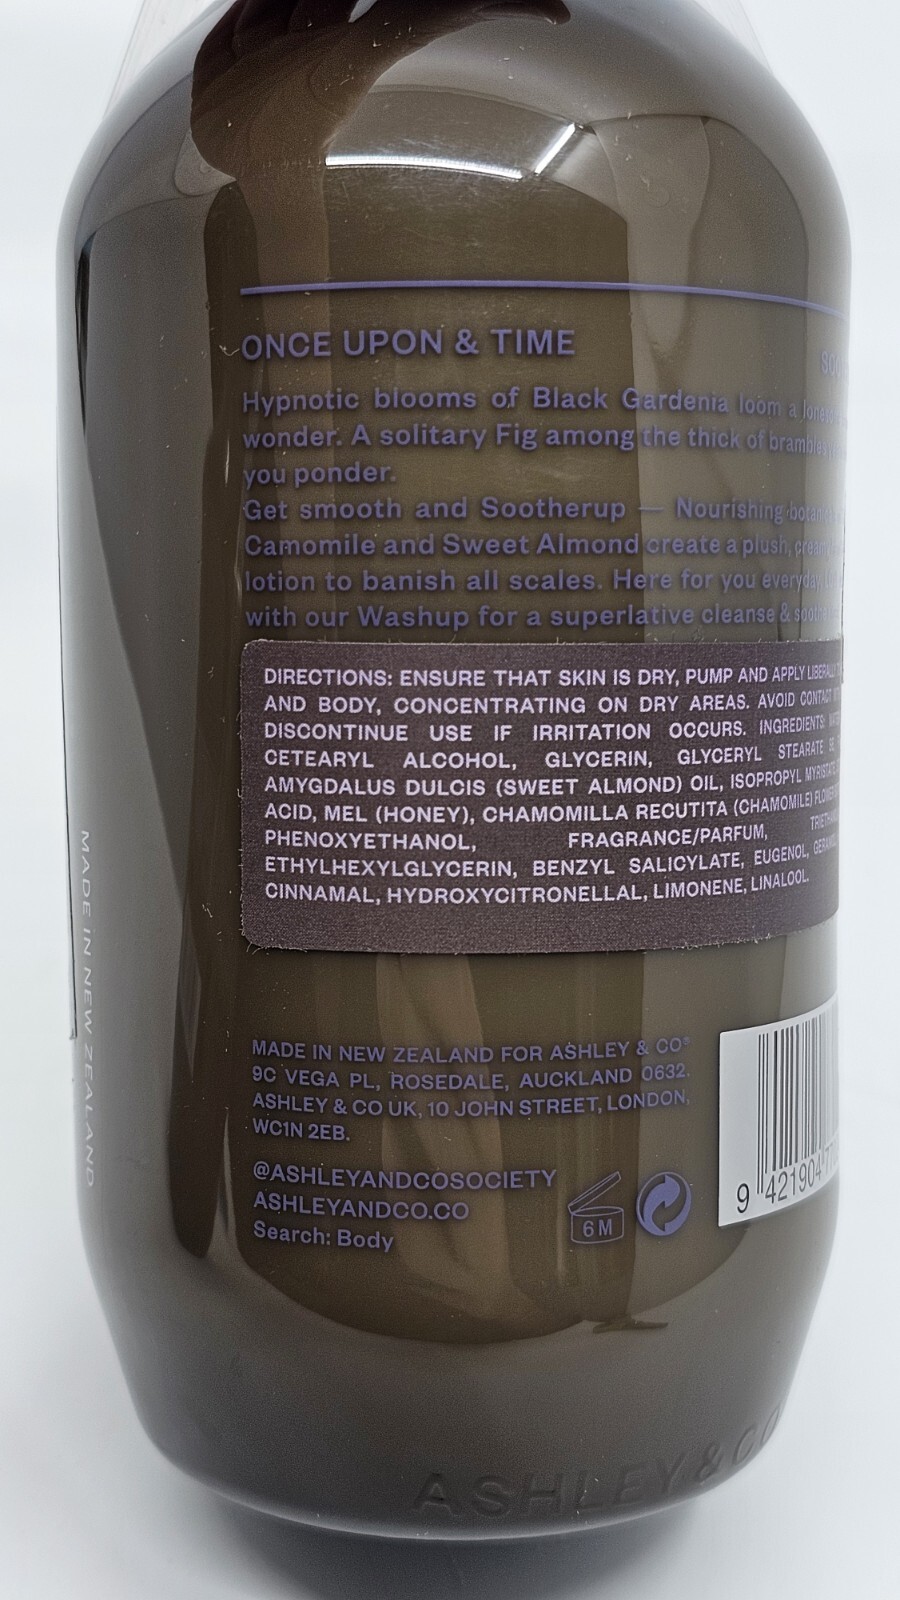 ONCE UPON & TIME
Hypnotic blooms of Black Gardenia loom a
wonder. A solitary Fig among the thick of brambles
you ponder.
Get smooth and Sootherup — Nourishing
Camomile and Sweet Almond create a plush, creamy
lotion to banish all scales. Here for you everyday.
with our Washup for a superlative cleanse &
DIRECTIONS: ENSURE THAT SKIN IS DRY, PUMP AND APPLY LIBERALLY
AND BODY, CONCENTRATING ON DRY AREAS. AVOID CONTACT
DISCONTINUE USE IF IRRITATION OCCURS. INGREDIENTS:
CETEARYL ALCOHOL, GLYCERIN, GLYCERYL STEARATE SE,
AMYGDALUS DULCIS (SWEET ALMOND) OIL, ISOPROPYL MYRISTATE,
ACID, MEL (HONEY), CHAMOMILLA RECUTITA (CHAMOMILE) FLOWER
PHENOXYETHANOL, FRAGRANCE/PARFUM,
ETHYLHEXYLGLYCERIN, BENZYL SALICYLATE, EUGENOL,
CINNAMAL, HYDROXYCITRONELLAL, LIMONENE, LINALOOL.
MADE IN NEW ZEALAND
MADE IN NEW ZEALAND FOR ASHLEY & CO®
9C VEGA PL, ROSEDALE, AUCKLAND 0632.
ASHLEY & CO UK, 10 JOHN STREET, LONDON,
WC1N 2EB.
@ASHLEYANDCOSOCIETY
ASHLEYANDCO.CO
Search: Body
6M
9 421904
ASHLEY & CO